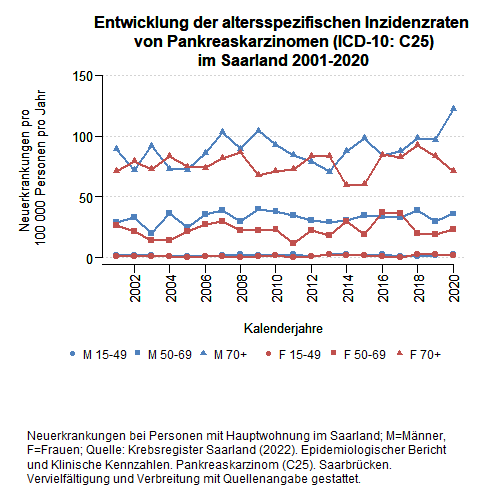 Entwicklung der altersspezifischen Inzidenzraten
von Pankreaskarzinomen (ICD-10: C25)
im Saarland 2001-2020
Neuerkrankungen pro
100 000 Personen pro Jahr
150
100
50
0
2002
2004
2006
2008
2010
2012
2014
2016
2018
2020
Kalenderjahre
M 15-49
M 50-69
M 70+
F 15-49
F 50-69
F 70+
Neuerkrankungen bei Personen mit Hauptwohnung im Saarland; M=Männer,
F=Frauen; Quelle: Krebsregister Saarland (2022). Epidemiologischer Bericht
und Klinische Kennzahlen. Pankreaskarzinom (C25). Saarbrücken.
Vervielfältigung und Verbreitung mit Quellenangabe gestattet.